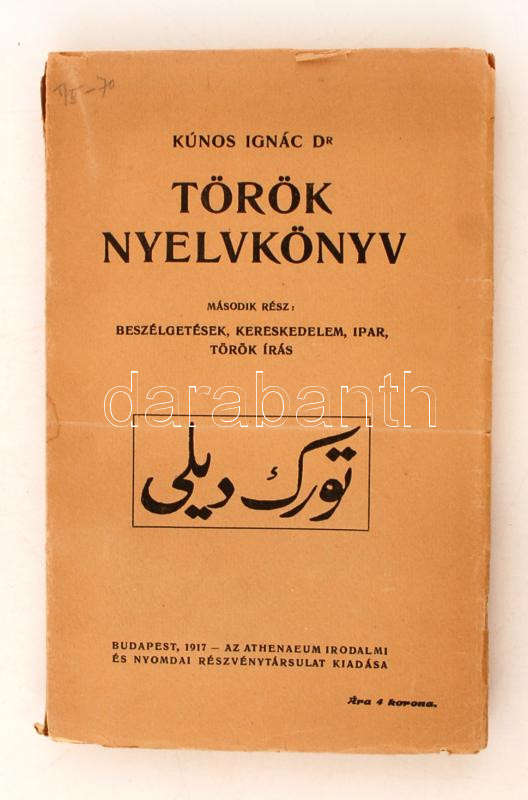 KÚNOS IGNÁC DR
TÖRÖK
NYELVKÖNYV
MÁSODIK RÉSZ:
BESZÉLGETÉSEK, KERESKEDELEM, IPAR,
TÖRÖK ÍRÁS
darabanth
تورك ديلى
BUDAPEST, 1917 — AZ ATHENAEUM IRODALMI
ÉS NYOMDAI RÉSZVÉNYTÁRSULAT KIADÁSA
Ára 4 korona.